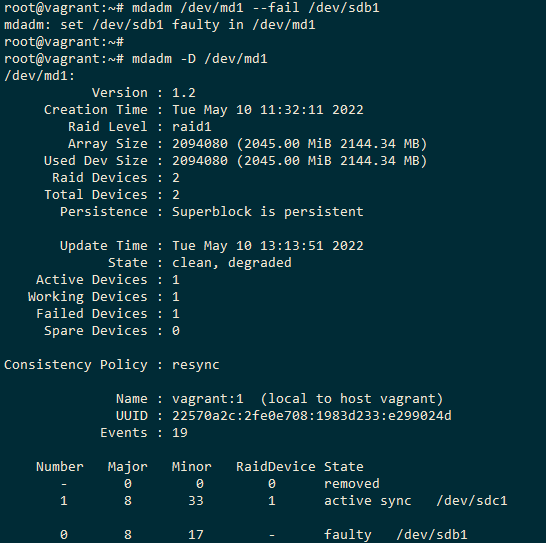 root@vagrant:~# mdadm /dev/md1 --fail /dev/sdb1
mdadm: set /dev/sdb1 faulty in /dev/md1
root@vagrant:~#
root@vagrant:~# mdadm -D /dev/md1
/dev/md1:
           Version : 1.2
     Creation Time : Tue May 10 11:32:11 2022
        Raid Level : raid1
        Array Size : 2094080 (2045.00 MiB 2144.34 MB)
     Used Dev Size : 2094080 (2045.00 MiB 2144.34 MB)
      Raid Devices : 2
     Total Devices : 2
       Persistence : Superblock is persistent

       Update Time : Tue May 10 13:13:51 2022
             State : clean, degraded
    Active Devices : 1
   Working Devices : 1
    Failed Devices : 1
     Spare Devices : 0

Consistency Policy : resync

              Name : vagrant:1  (local to host vagrant)
              UUID : 22570a2c:2fe0e708:1983d233:e299024d
            Events : 19

    Number   Major   Minor   RaidDevice State
       -       0        0        0      removed
       1       8       33        1      active sync   /dev/sdc1

       0       8       17        -      faulty   /dev/sdb1